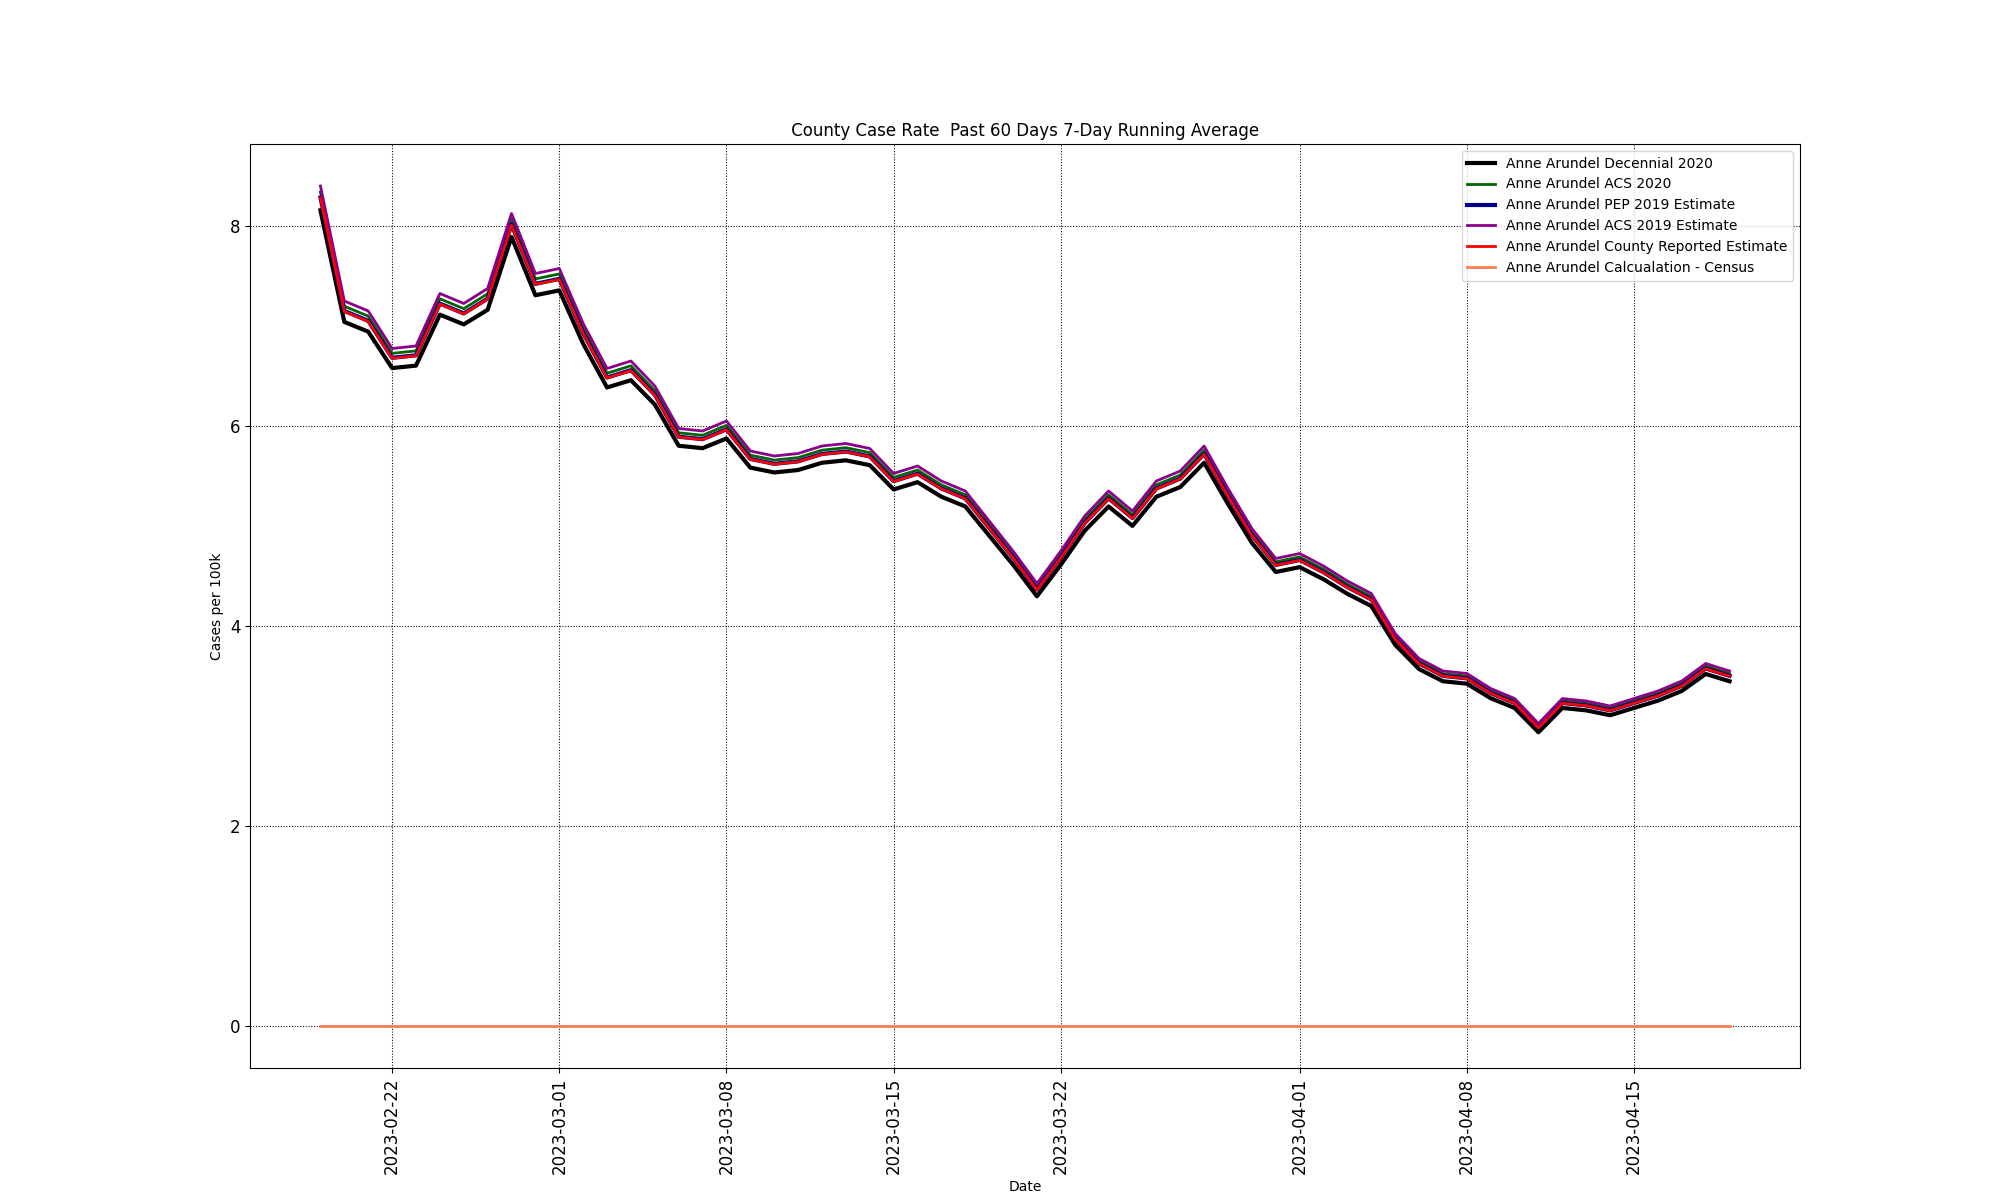 County Case Rate  Past 60 Days 7-Day Running Average
Anne Arundel Decennial 2020
Anne Arundel ACS 2020
Anne Arundel PEP 2019 Estimate
Anne Arundel ACS 2019 Estimate
Anne Arundel County Reported Estimate
Anne Arundel Calcualation - Census
Cases per 100k
8
6
4
2
0
2023-02-22
2023-03-01
2023-03-08
2023-03-15
2023-03-22
2023-04-01
2023-04-08
2023-04-15
Date